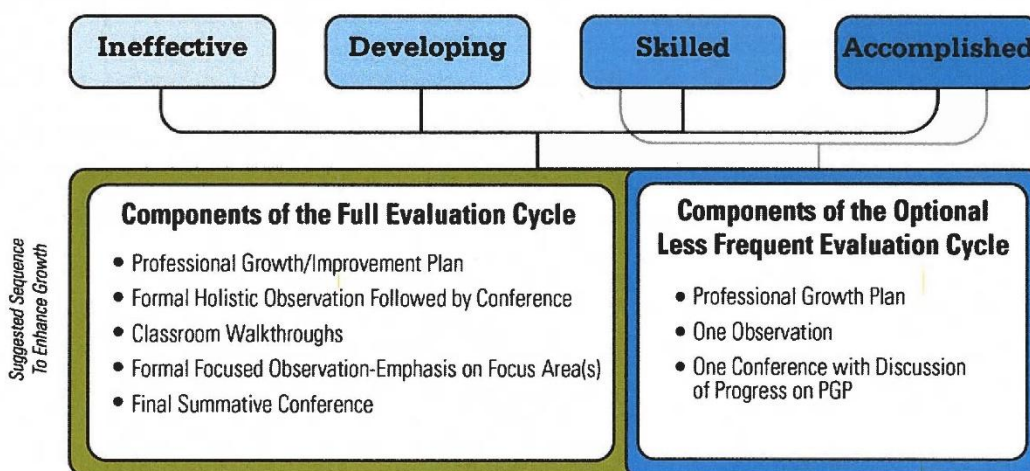 Ineffective
Developing
Skilled
Accomplished
Suggested Sequence
To Enhance Growth
Components of the Full Evaluation Cycle
• Professional Growth/Improvement Plan
• Formal Holistic Observation Followed by Conference
• Classroom Walkthroughs
• Formal Focused Observation-Emphasis on Focus Area(s)
• Final Summative Conference
Components of the Optional
Less Frequent Evaluation Cycle
• Professional Growth Plan
• One Observation
• One Conference with Discussion
of Progress on PGP